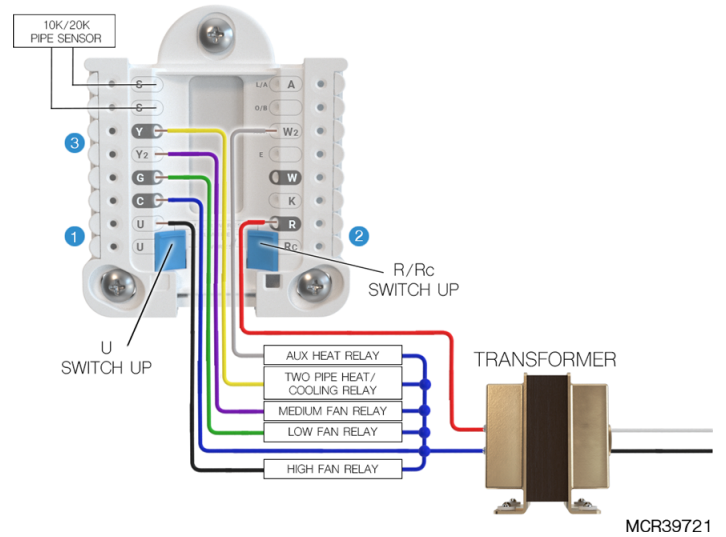 10K/20K
PIPE SENSOR
S
S
Y
Y2
G
C
U
U
L/A A
O/B
W2
E
W
K
R
Rc
3
1
2
U
SWITCH UP
R/Rc
SWITCH UP
AUX HEAT RELAY
TWO PIPE HEAT/
COOLING RELAY
MEDIUM FAN RELAY
LOW FAN RELAY
HIGH FAN RELAY
TRANSFORMER
MCR39721